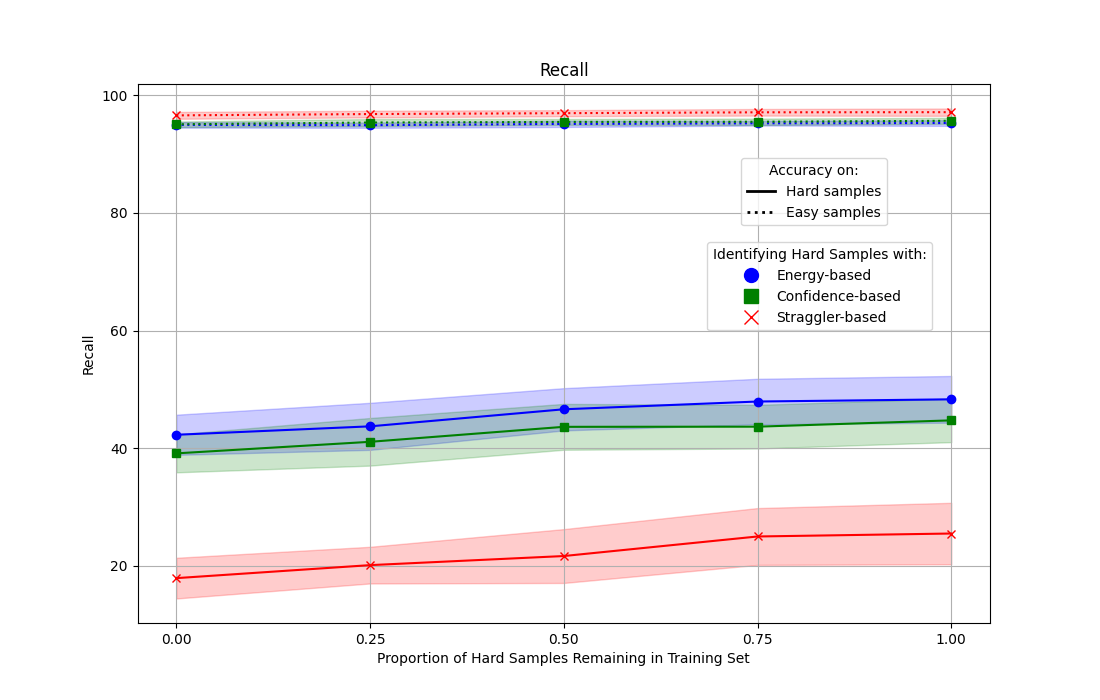 Recall
100
80
60
40
20
Recall
Accuracy on:
Hard samples
Easy samples
Identifying Hard Samples with:
Energy-based
Confidence-based
Straggler-based
0.00
0.25
0.50
0.75
1.00
Proportion of Hard Samples Remaining in Training Set